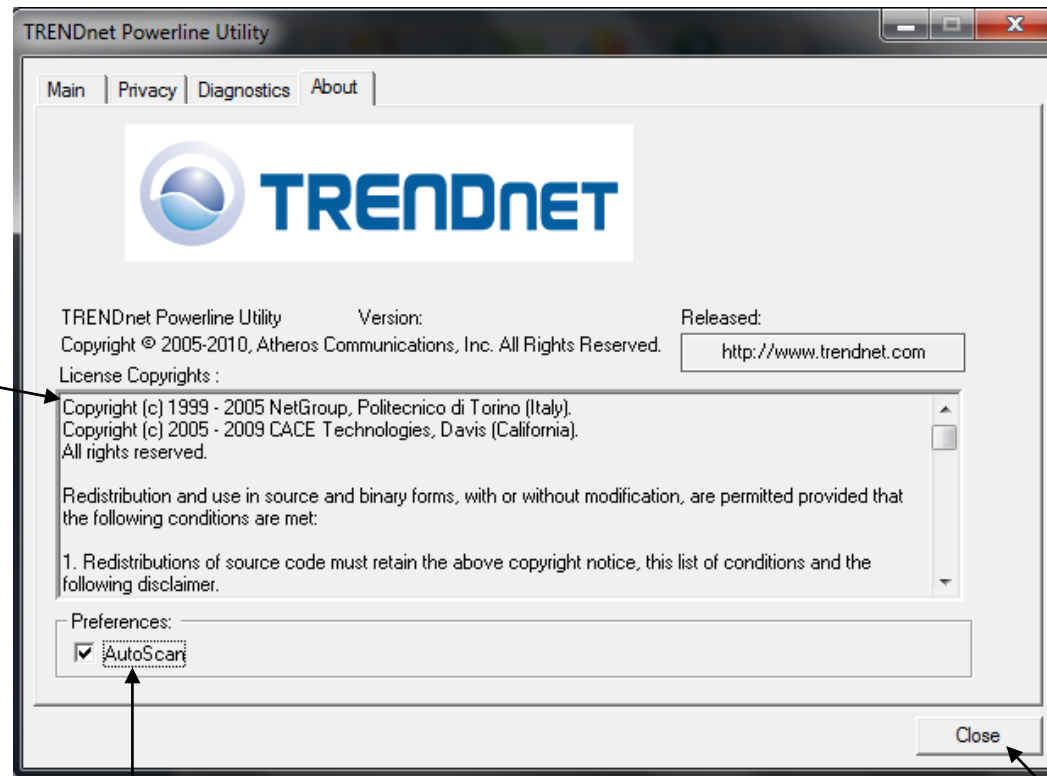 TRENDnet Powerline Utility
Main Privacy Diagnostics About
TRENDNET
TRENDnet Powerline Utility Version: Released:
Copyright © 2005-2010, Atheros Communications, Inc. All Rights Reserved. http://www.trendnet.com
License Copyrights :
Copyright (c) 1999 - 2005 NetGroup, Politecnico di Torino (Italy).
Copyright (c) 2005 - 2009 CACE Technologies, Davis (California).
All rights reserved.
Redistribution and use in source and binary forms, with or without modification, are permitted provided that
the following conditions are met:
1. Redistributions of source code must retain the above copyright notice, this list of conditions and the
following disclaimer.
Preferences:
AutoScan
Close